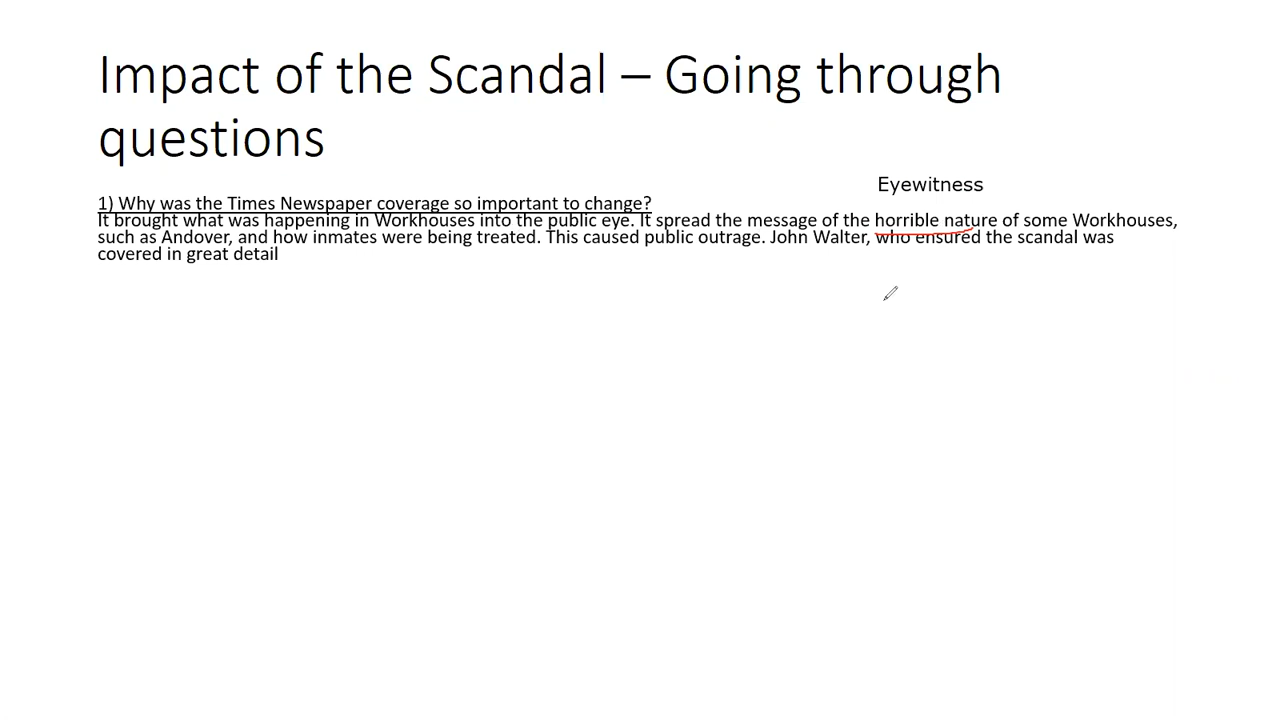 Impact of the Scandal – Going through
questions
Eyewitness
1) Why was the Times Newspaper coverage so important to change?
It brought what was happening in Workhouses into the public eye. It spread the message of the horrible nature of some Workhouses,
such as Andover, and how inmates were being treated. This caused public outrage. John Walter, who ensured the scandal was
covered in great detail